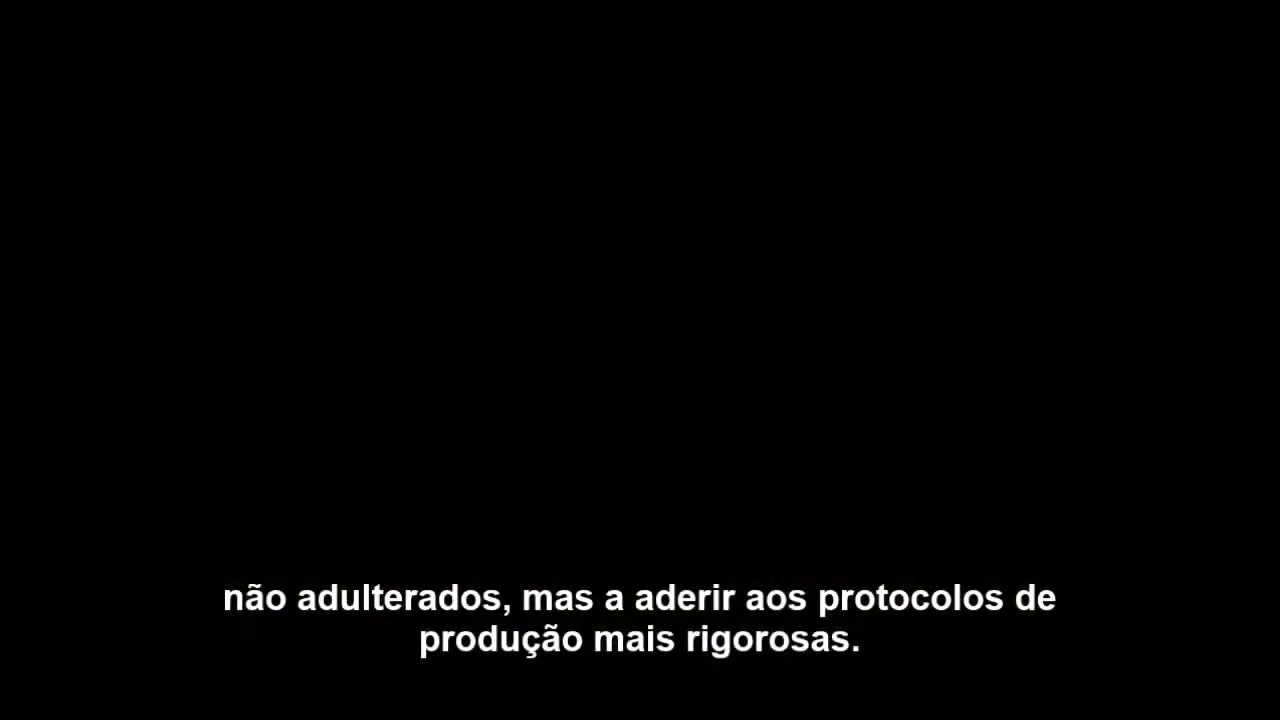 não adulterados, mas a aderir aos protocolos de
produção mais rigorosas.